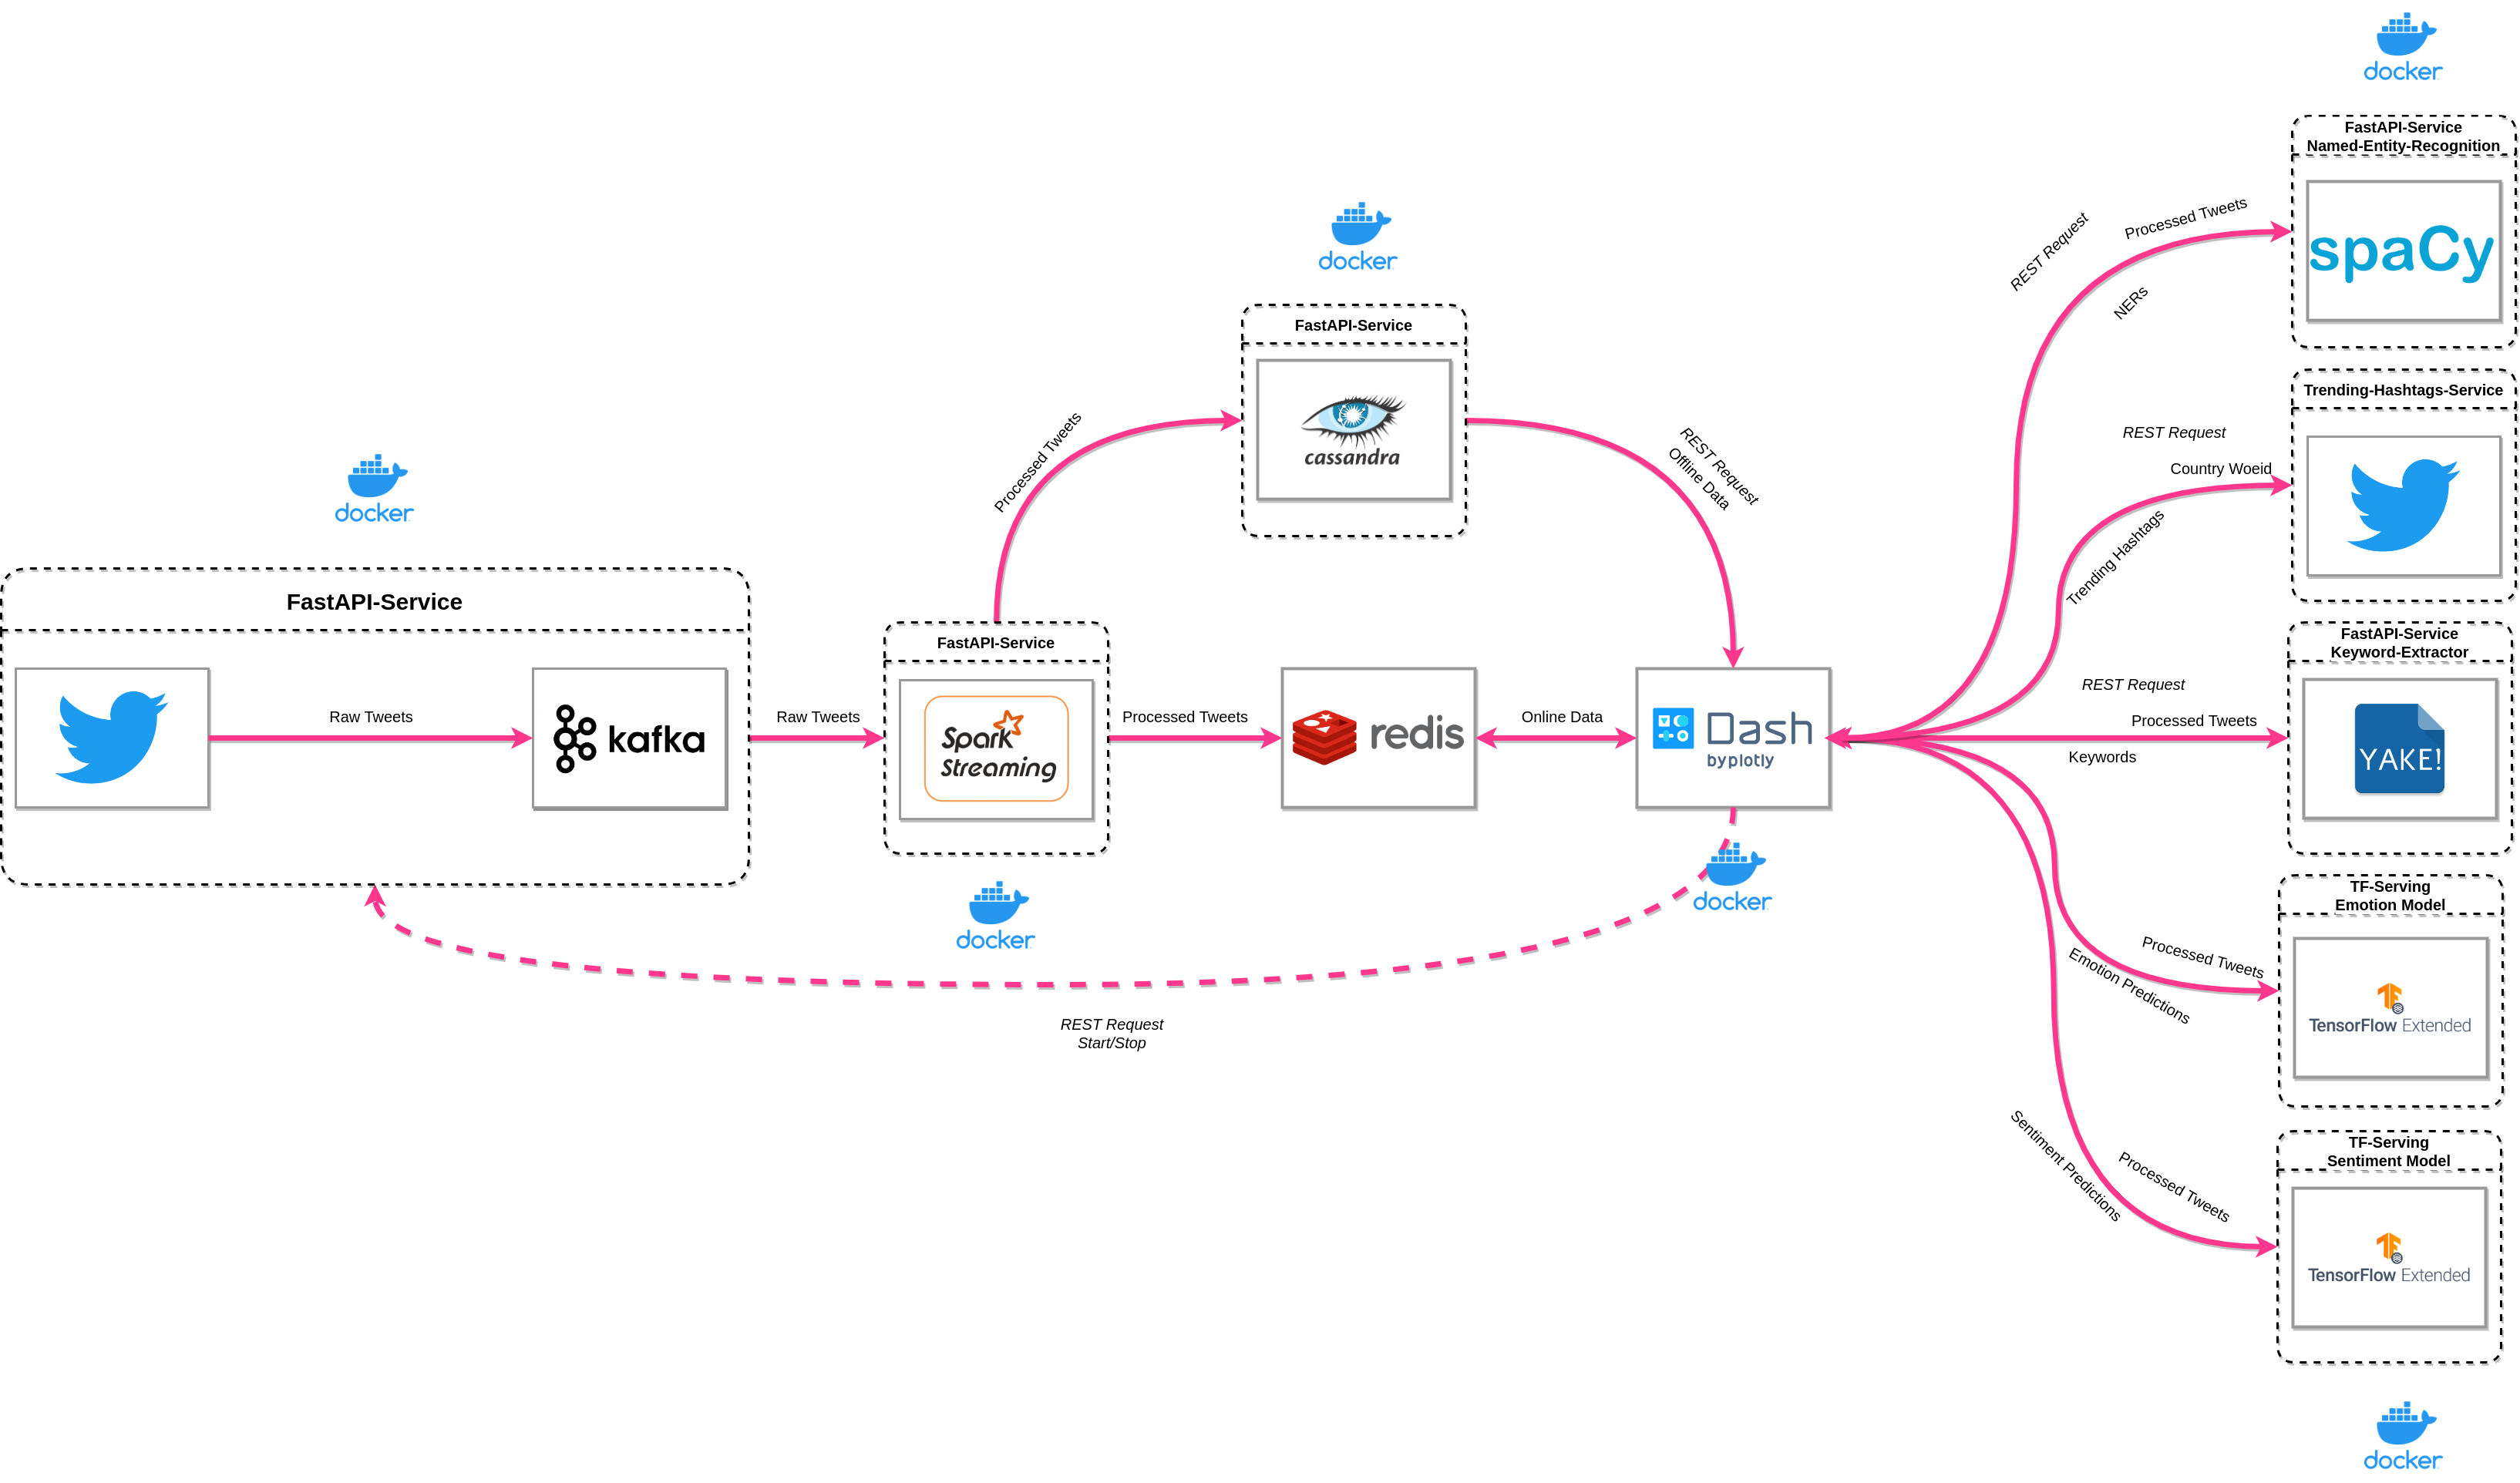 docker
FastAPI-Service
Named-Entity-Recognition
spaCy
REST Request
Processed Tweets
NERs
docker
FastAPI-Service
cassandra
Processed Tweets
REST Request
Offline Data
Trending-Hashtags-Service
REST Request
Country Woeid
Trending Hashtags
docker
FastAPI-Service
Raw Tweets
kafka
Raw Tweets
FastAPI-Service
Spark
Streaming
Processed Tweets
redis
Online Data
Dash
byplotly
FastAPI-Service
Keyword-Extractor
REST Request
Processed Tweets
Keywords
YAKE!
docker
docker
REST Request
Start/Stop
TF-Serving
Emotion Model
Processed Tweets
Emotion Predictions
TensorFlow Extended
TF-Serving
Sentiment Model
Processed Tweets
Sentiment Predictions
TensorFlow Extended
docker